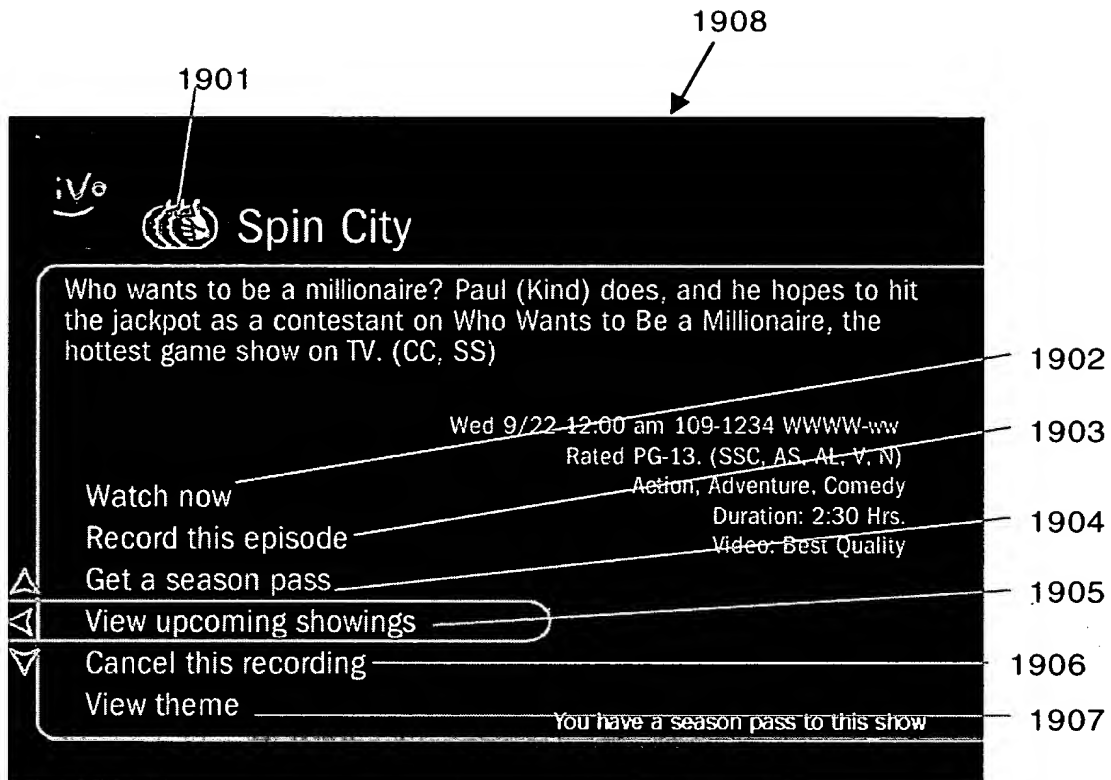 1908
1901
iVo
Spin City
Who wants to be a millionaire? Paul (Kind) does, and he hopes to hit
the jackpot as a contestant on Who Wants to Be a Millionaire, the
hottest game show on TV. (CC, SS)
1902
Wed 9/22 12:00 am 109-1234 WWWW-ww
1903
Rated PG-13. (SSC, AS, AL, V, N)
Watch now
Action, Adventure, Comedy
Duration: 2:30 Hrs.
1904
Record this episode
Video: Best Quality
Get a season pass
1905
View upcoming showings
Cancel this recording
1906
View theme
You have a season pass to this show
1907